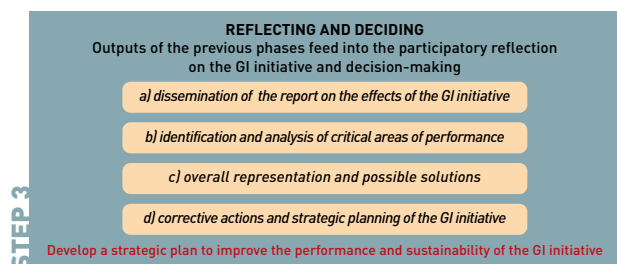 REFLECTING AND DECIDING
Outputs of the previous phases feed into the participatory reflection
on the GI initiative and decision-making
a) dissemination of the report on the effects of the GI initiative
b) identification and analysis of critical areas of performance
c) overall representation and possible solutions
d) corrective actions and strategic planning of the GI initiative
Develop a strategic plan to improve the performance and sustainability of the GI initiative
STEP 3